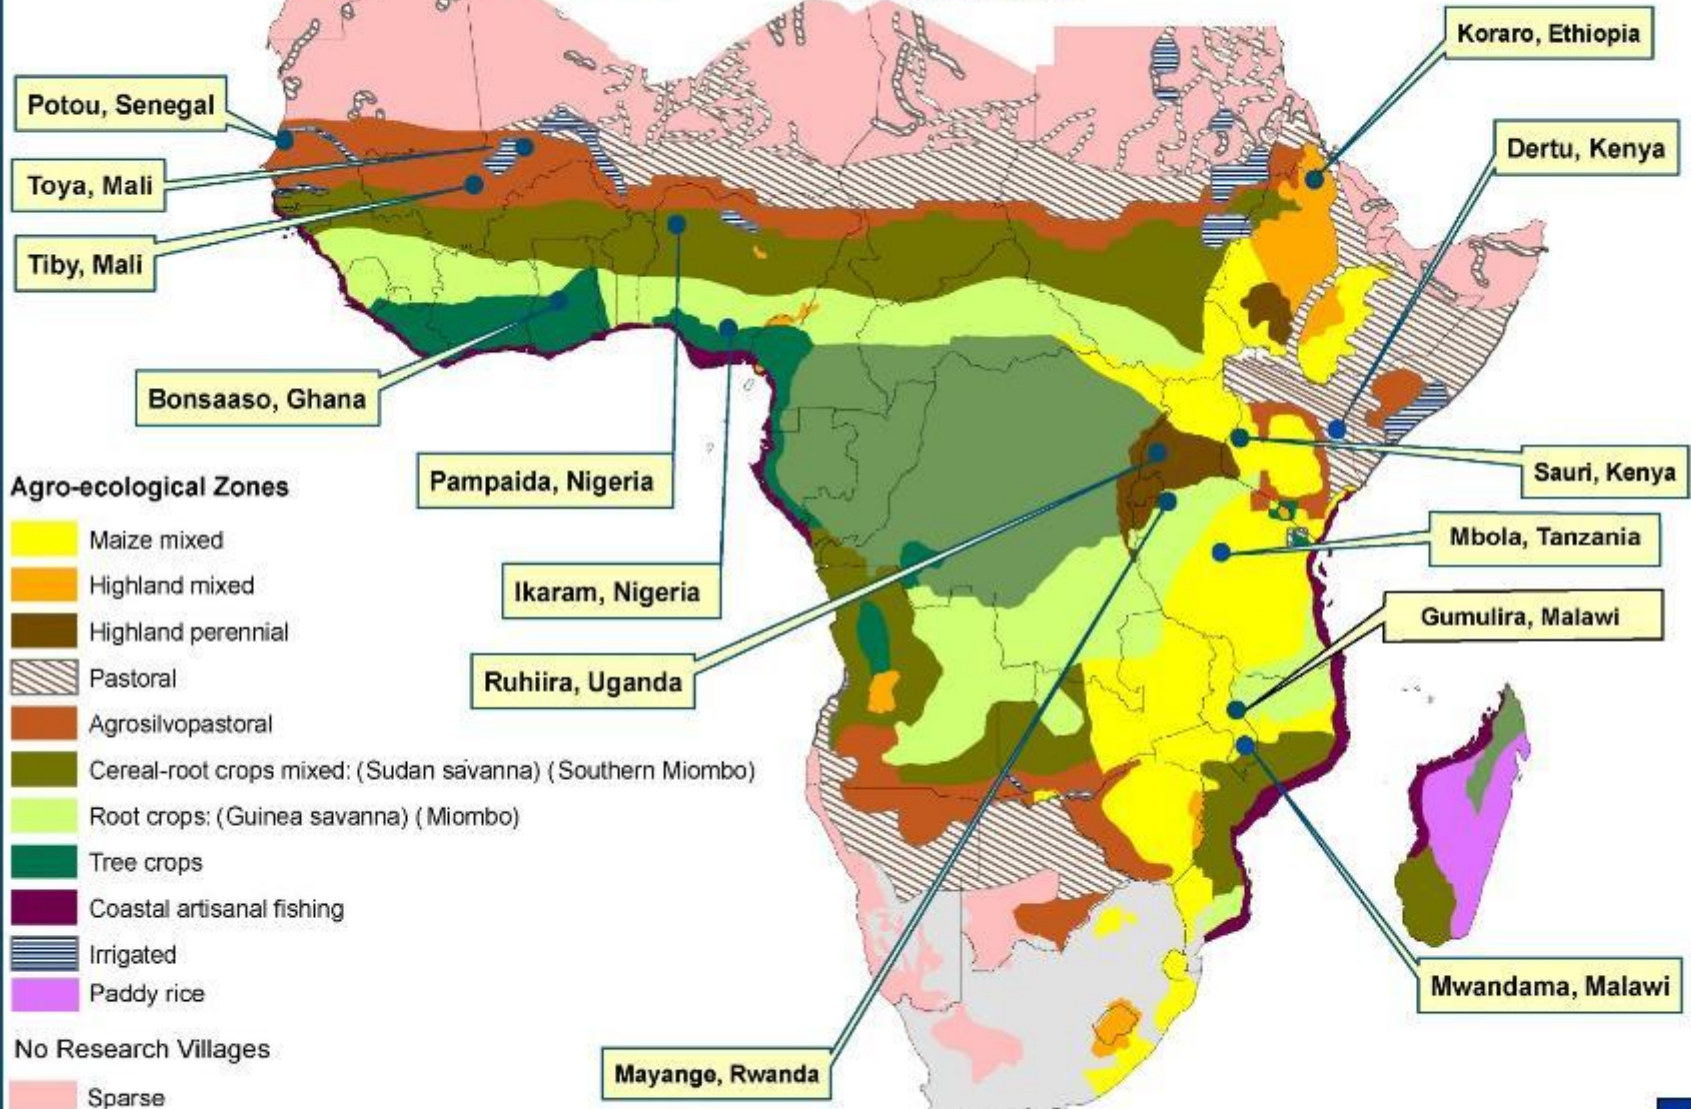 Koraro, Ethiopia
Potou, Senegal
Dertu, Kenya
Toya, Mali
Tiby, Mali
Bonsaaso, Ghana
Pampaida, Nigeria
Sauri, Kenya
Mbola, Tanzania
Ikaram, Nigeria
Gumulira, Malawi
Ruhiira, Uganda
Mwandama, Malawi
Mayange, Rwanda
Agro-ecological Zones
Maize mixed
Highland mixed
Highland perennial
Pastoral
Agrosilvopastoral
Cereal-root crops mixed: (Sudan savanna) (Southern Miombo)
Root crops: (Guinea savanna) (Miombo)
Tree crops
Coastal artisanal fishing
Irrigated
Paddy rice
No Research Villages
Sparse